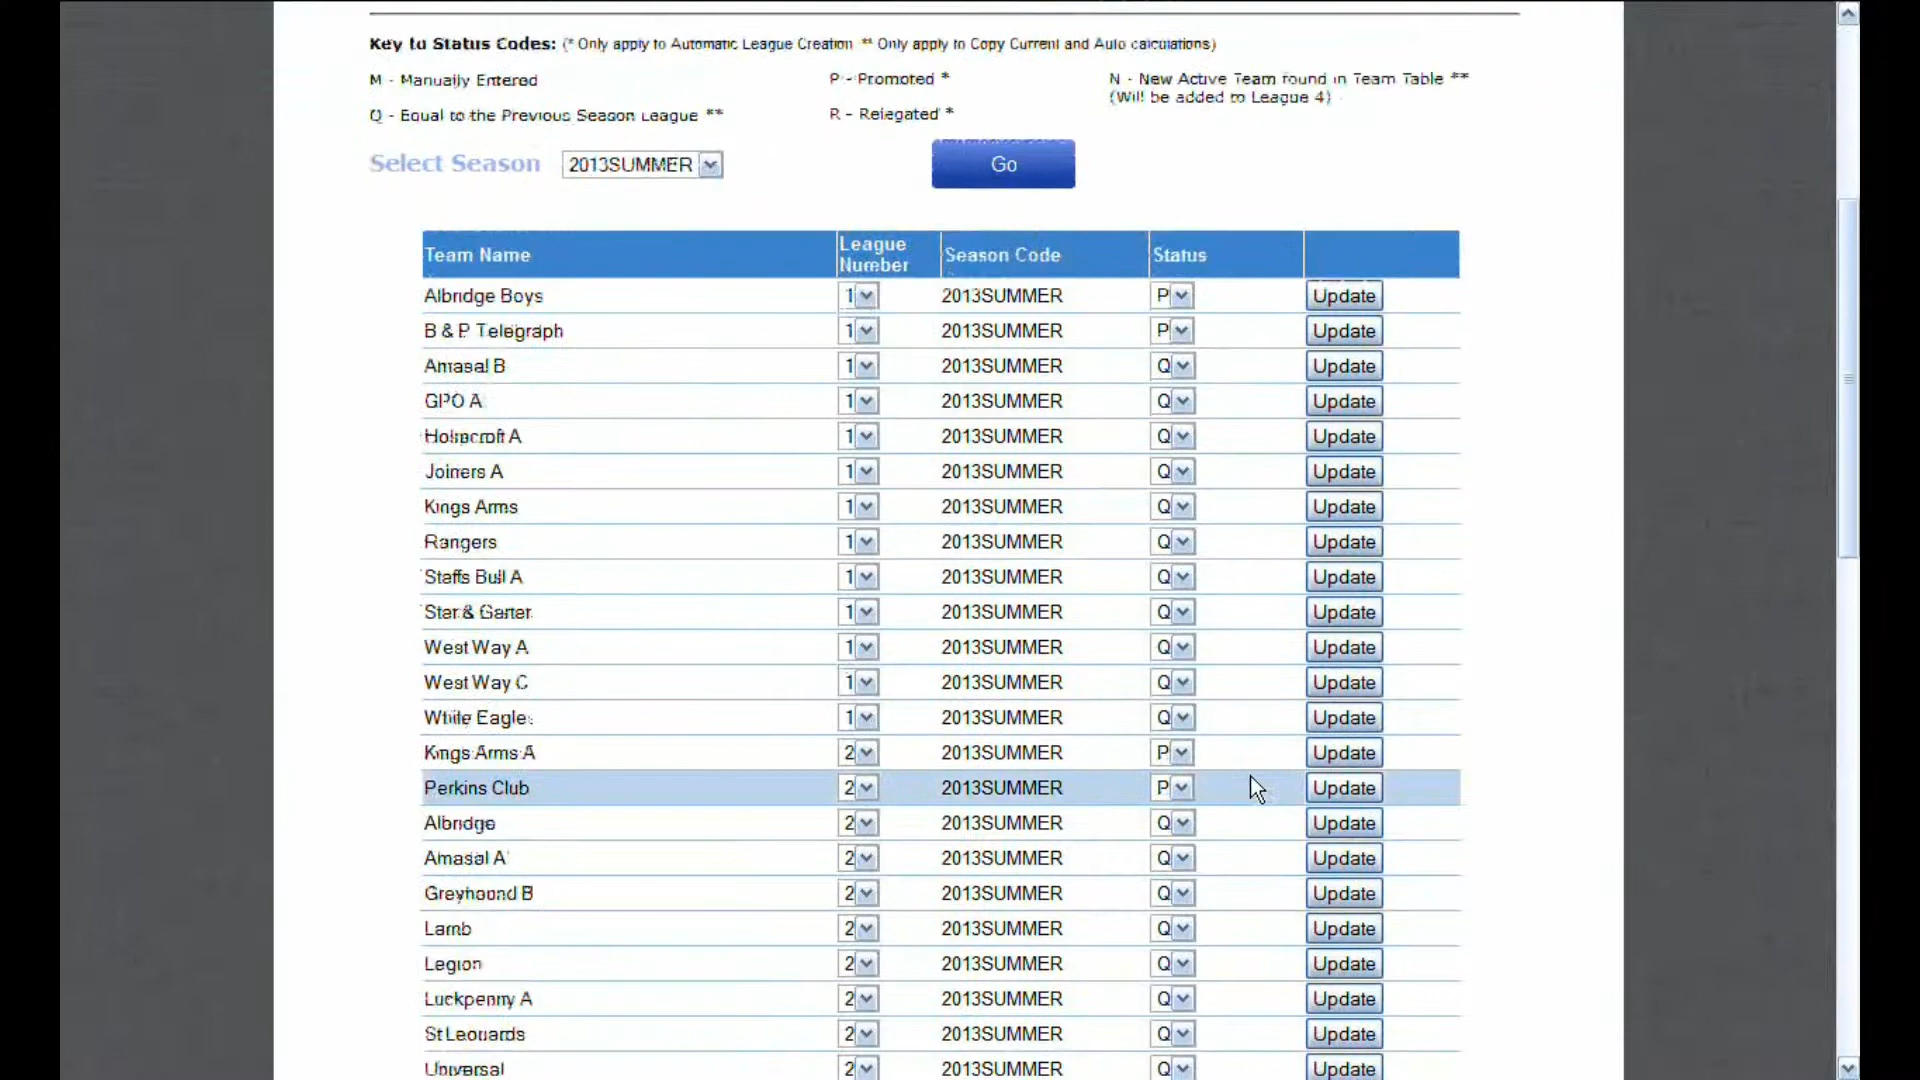 Key to Status Codes: (* Only apply to Automatic League Creation ** Only apply to Copy Current and Auto calculations)
M - Manually Entered P - Promoted * N - New Active Team found in Team Table **
(Will be added to League 4)
Q - Equal to the Previous Season League ** R - Relegated *
Select Season 2013SUMMER Go
Team Name League Number Season Code Status
Albridge Boys 1 2013SUMMER P Update
B & P Telegraph 1 2013SUMMER P Update
Amasal B 1 2013SUMMER Q Update
GPO A 1 2013SUMMER Q Update
Holsecroft A 1 2013SUMMER Q Update
Joiners A 1 2013SUMMER Q Update
Kings Arms 1 2013SUMMER Q Update
Rangers 1 2013SUMMER Q Update
Staffs Bull A 1 2013SUMMER Q Update
Star & Garter 1 2013SUMMER Q Update
West Way A 1 2013SUMMER Q Update
West Way C 1 2013SUMMER Q Update
White Eagles 1 2013SUMMER Q Update
Kings Arms A 2 2013SUMMER P Update
Perkins Club 2 2013SUMMER P Update
Albridge 2 2013SUMMER Q Update
Amasal A 2 2013SUMMER Q Update
Greyhound B 2 2013SUMMER Q Update
Lamb 2 2013SUMMER Q Update
Legion 2 2013SUMMER Q Update
Luckpenny A 2 2013SUMMER Q Update
St Leonards 2 2013SUMMER Q Update
Universal 2 2013SUMMER Q Update